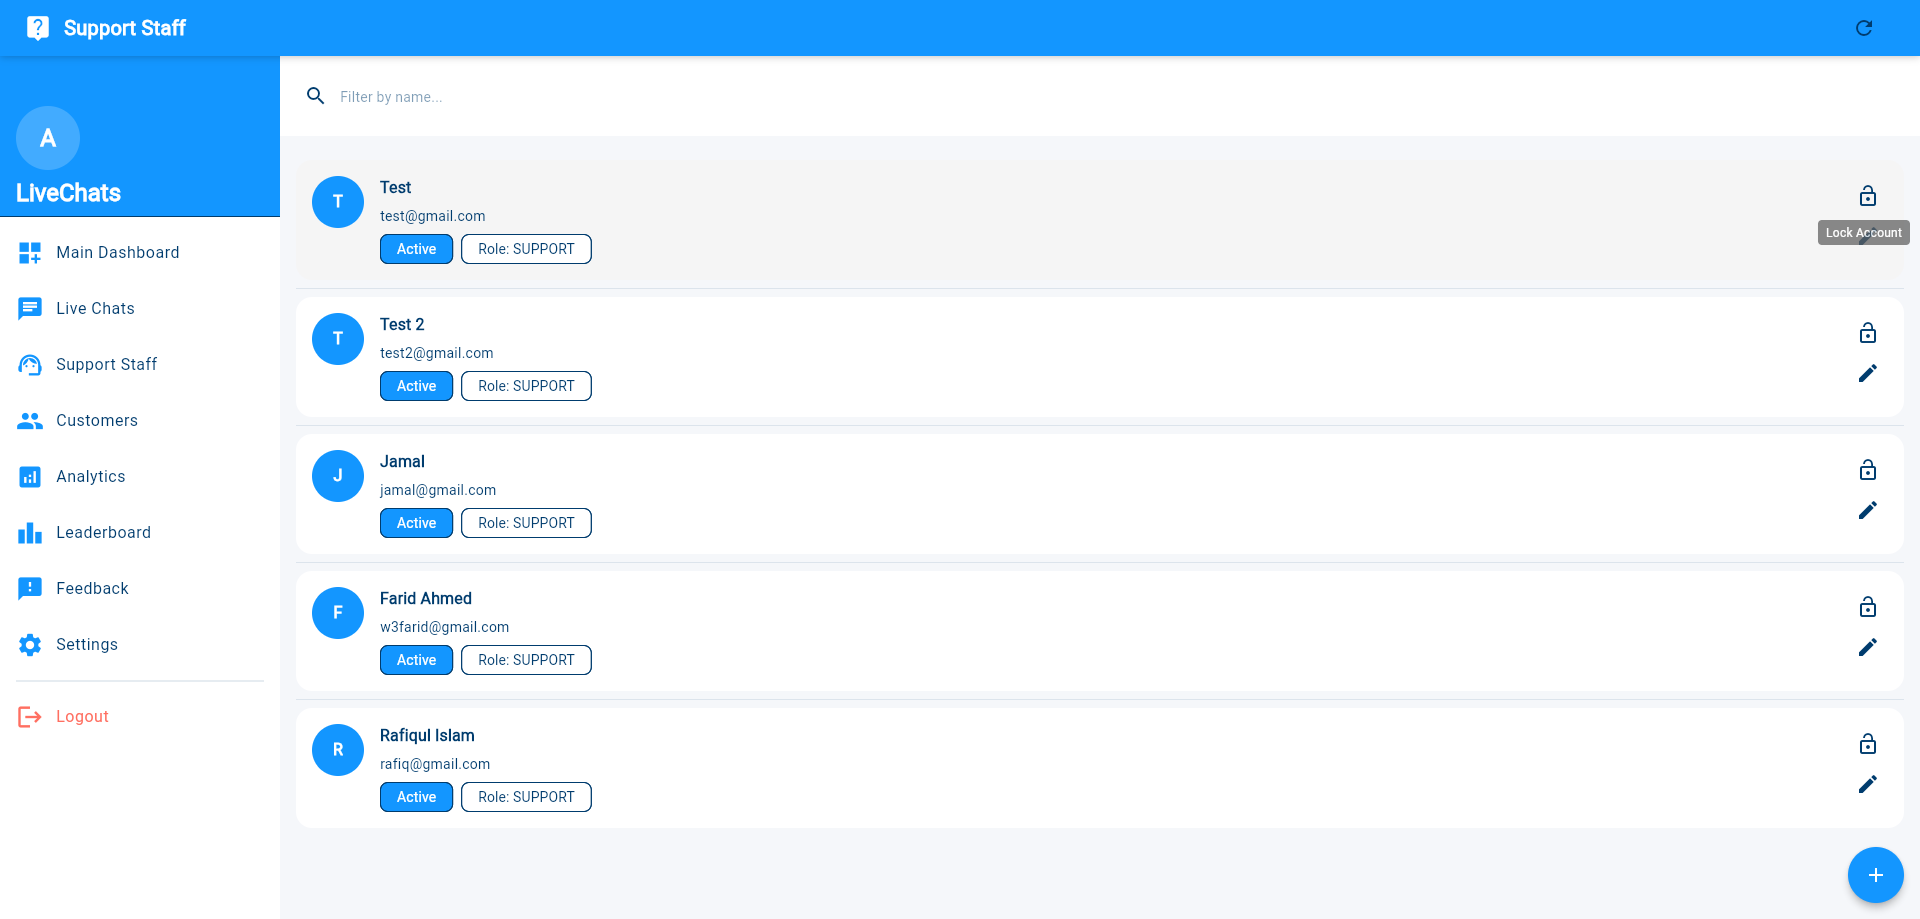 Support Staff
Filter by name...
A
LiveChats
Main Dashboard
Live Chats
Support Staff
Customers
Analytics
Leaderboard
Feedback
Settings
Logout
T
Test
test@gmail.com
Active
Role: SUPPORT
Lock Account
T
Test 2
test2@gmail.com
Active
Role: SUPPORT
J
Jamal
jamal@gmail.com
Active
Role: SUPPORT
F
Farid Ahmed
w3farid@gmail.com
Active
Role: SUPPORT
R
Rafiqul Islam
rafiq@gmail.com
Active
Role: SUPPORT